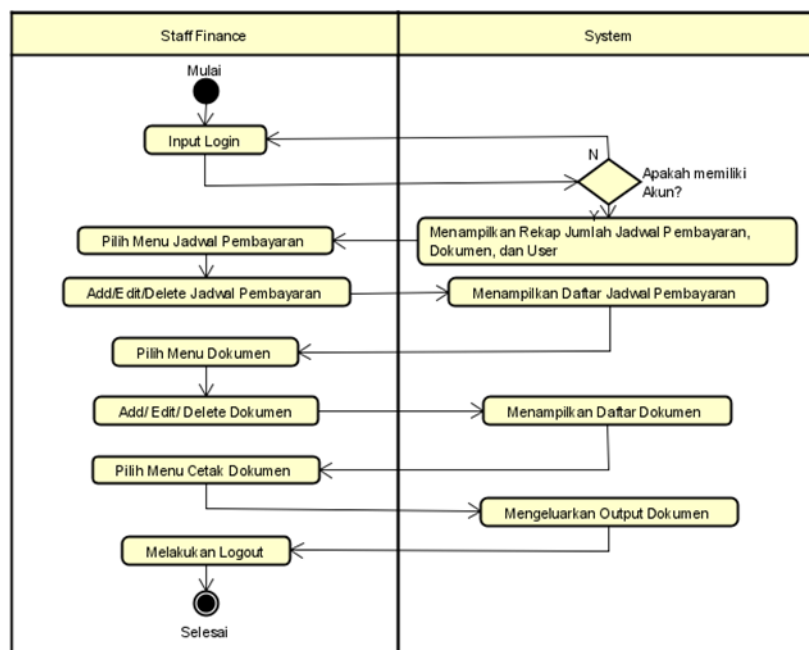 Staff Finance
System
Mulai
Input Login
N
Apakah memiliki
Akun?
Y
Menampilkan Rekap Jumlah Jadwal Pembayaran,
Dokumen, dan User
Pilih Menu Jadwal Pembayaran
Add/Edit/Delete Jadwal Pembayaran
Menampilkan Daftar Jadwal Pembayaran
Pilih Menu Dokumen
Add/ Edit/ Delete Dokumen
Menampilkan Daftar Dokumen
Pilih Menu Cetak Dokumen
Mengeluarkan Output Dokumen
Melakukan Logout
Selesai